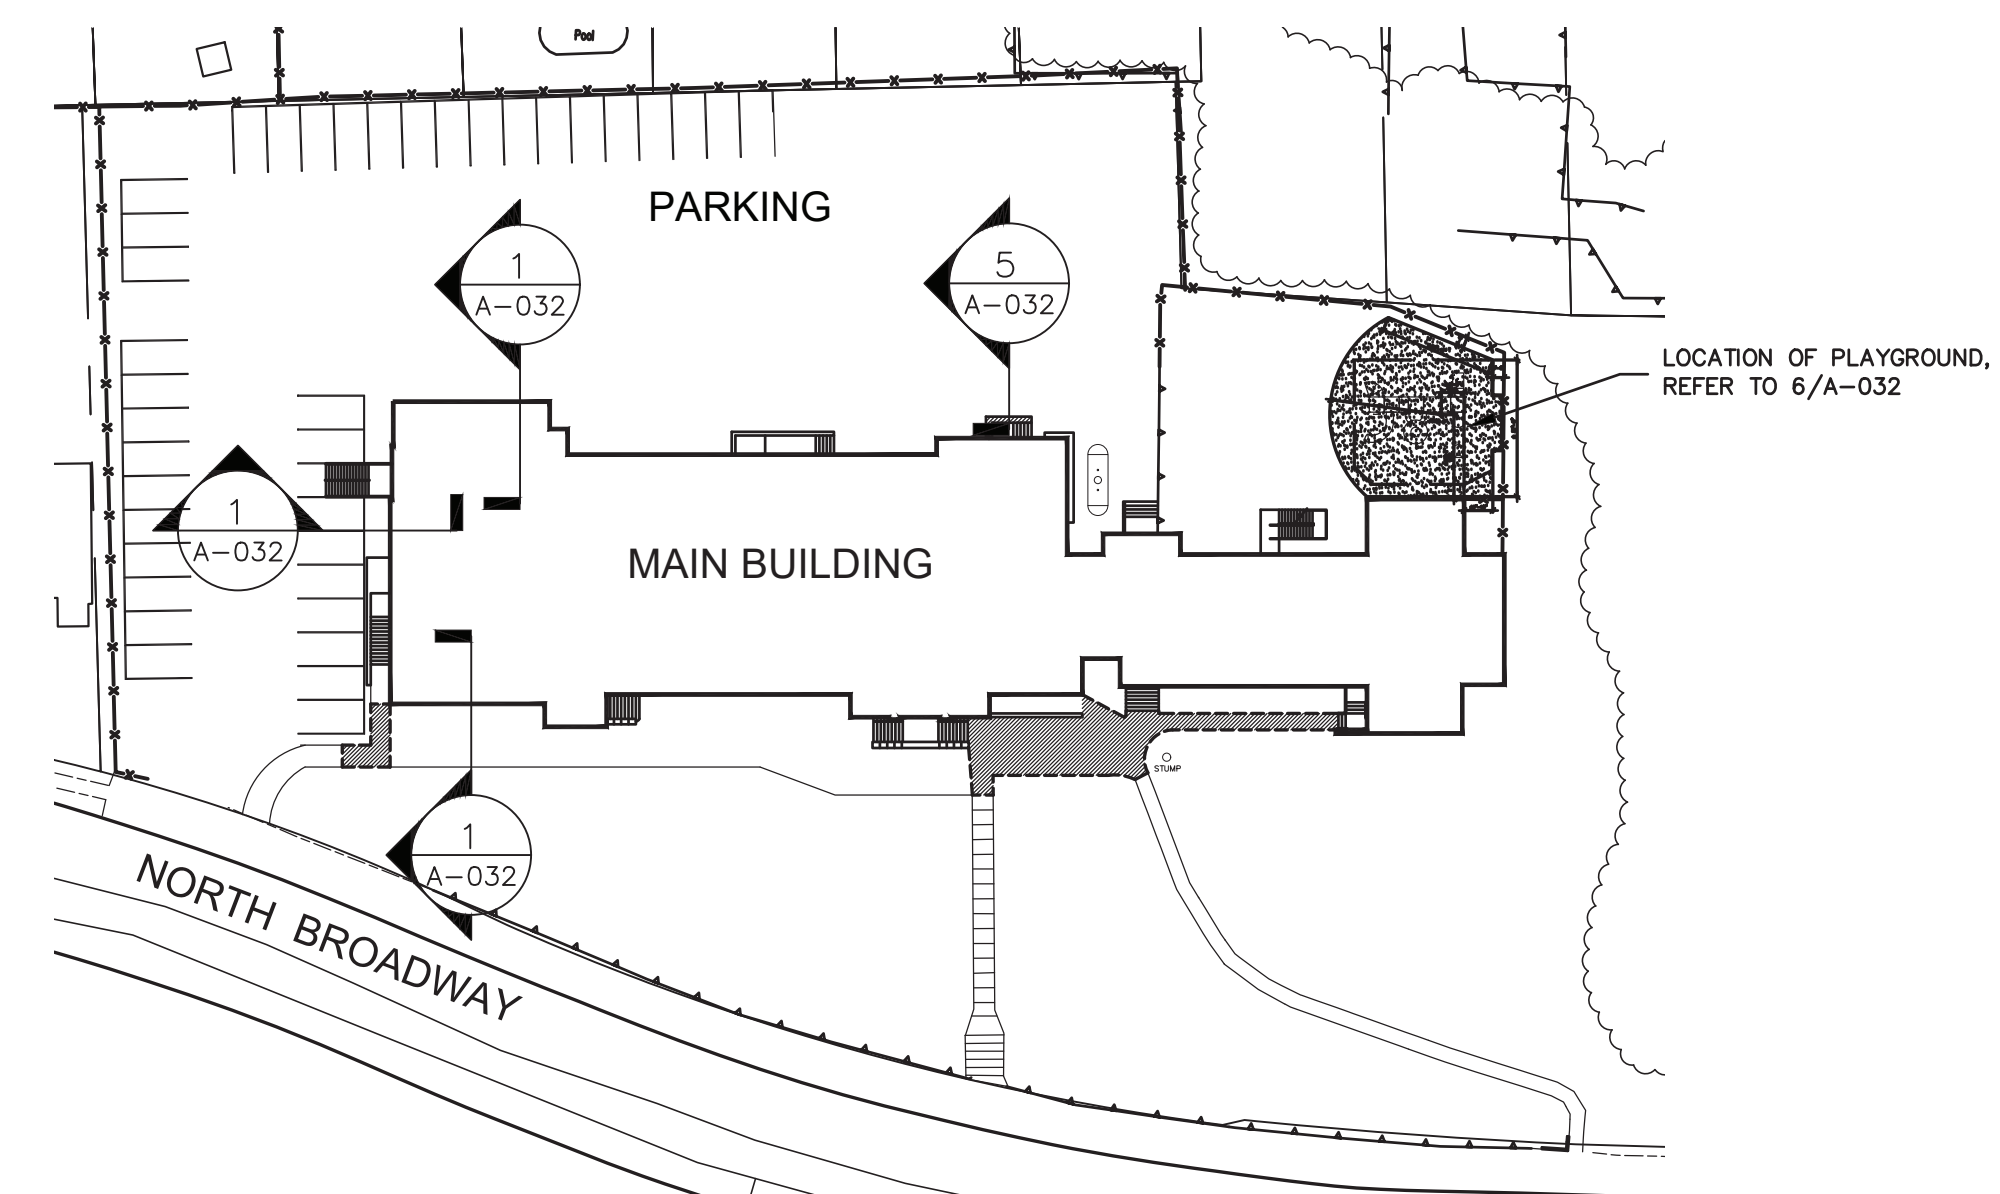 Pool
PARKING
1
A-032
5
A-032
LOCATION OF PLAYGROUND,
REFER TO 6/A-032
1
A-032
MAIN BUILDING
STUMP
1
A-032
NORTH BROADWAY